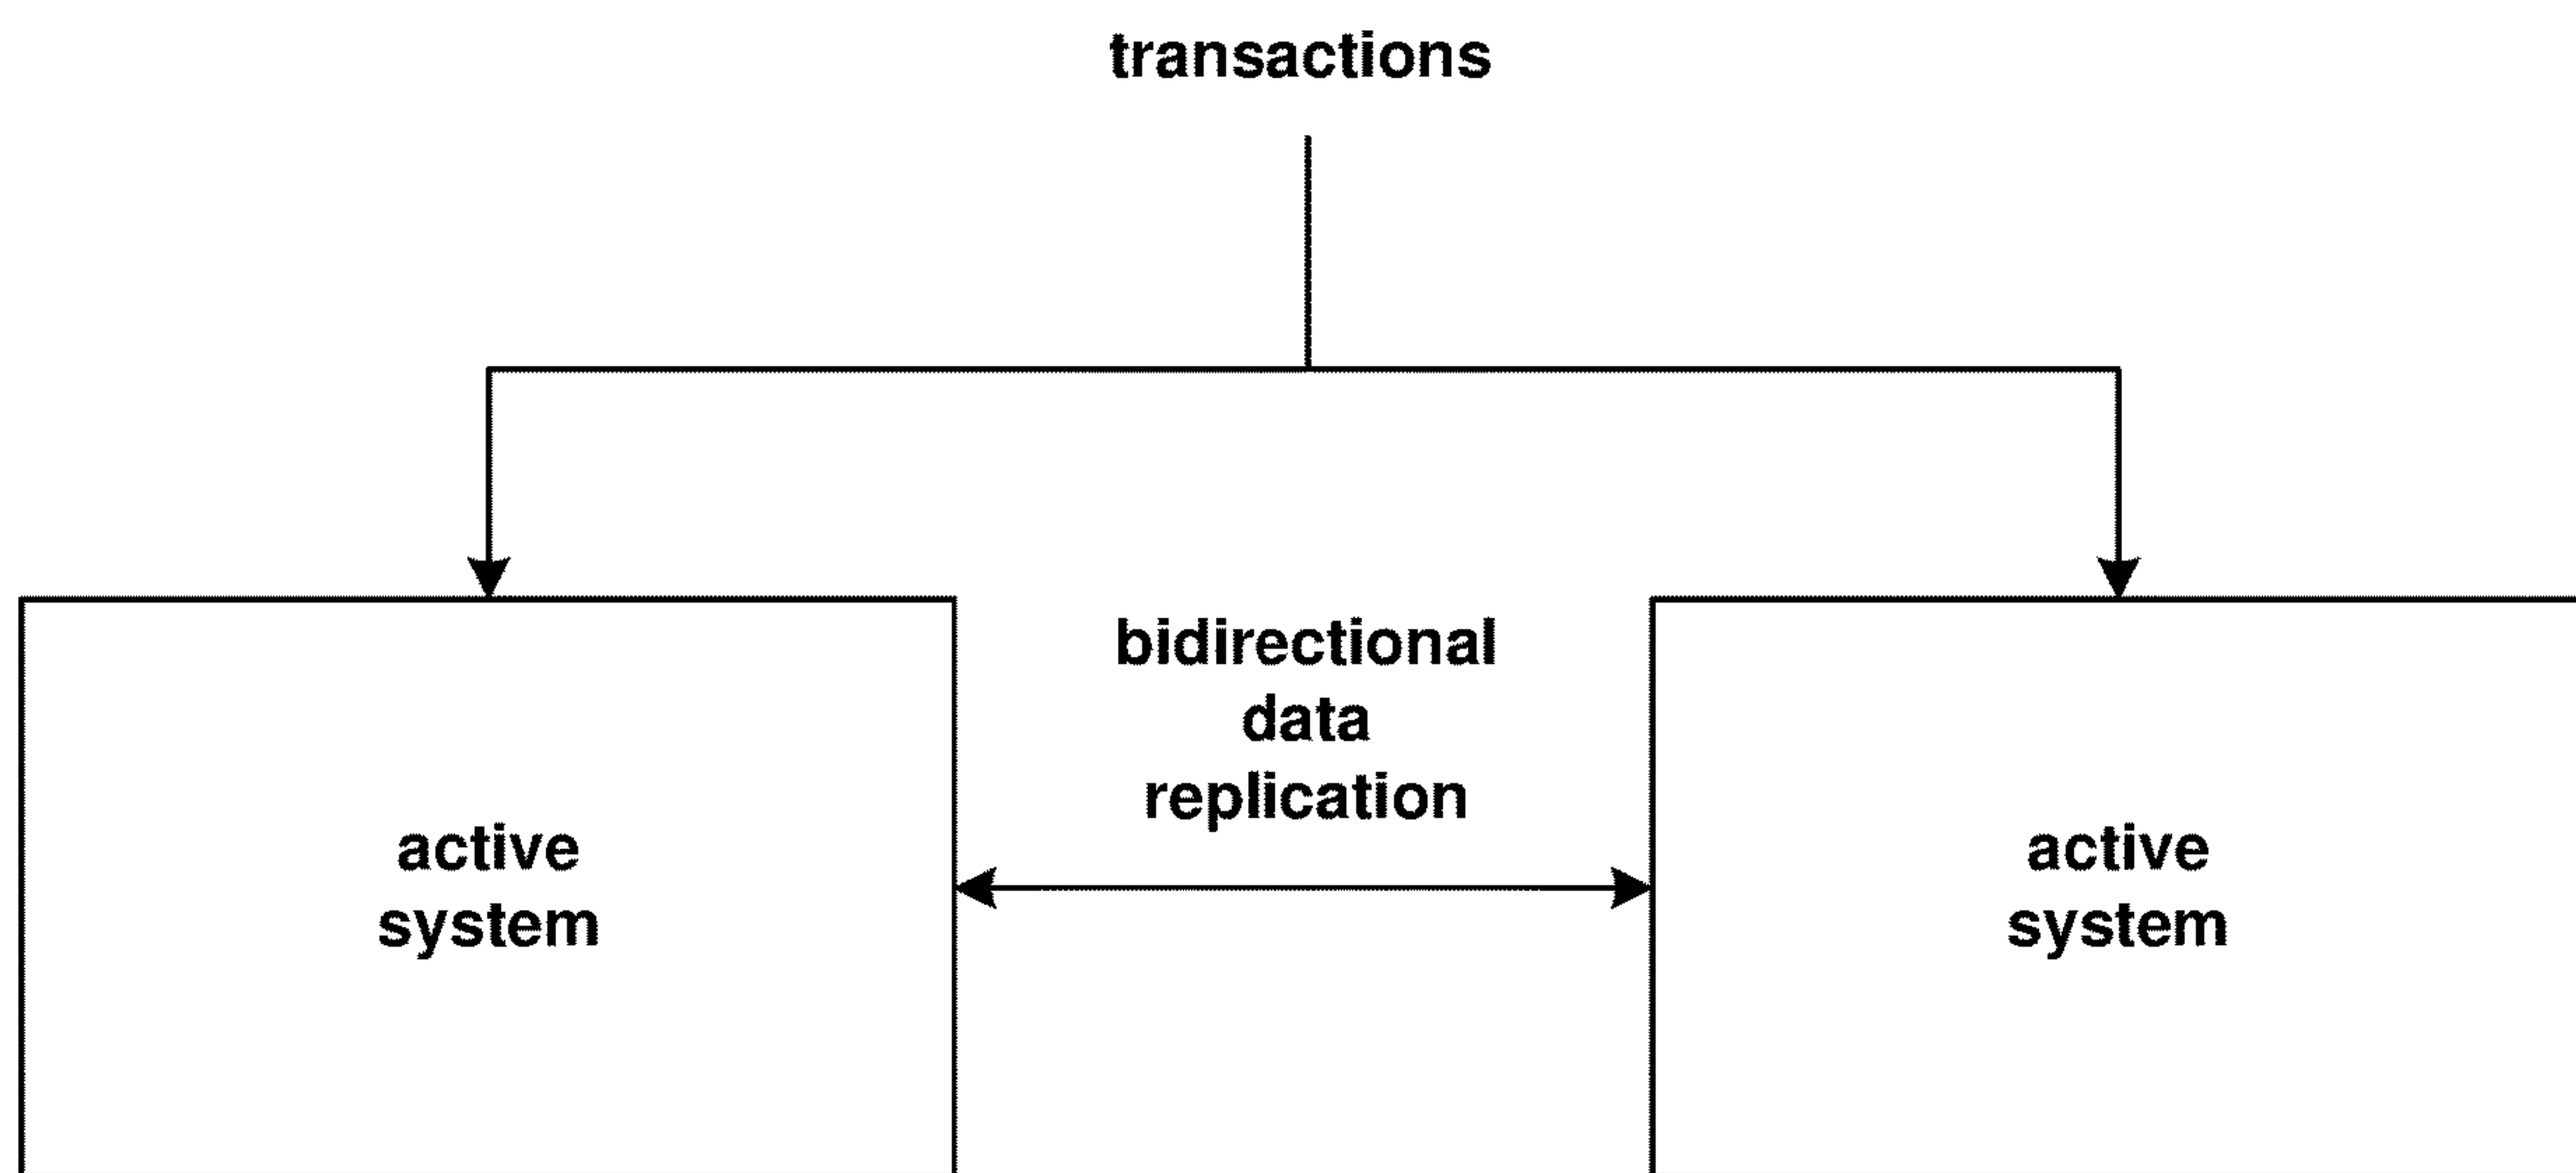 transactions
bidirectional
data
replication
active
system
active
system